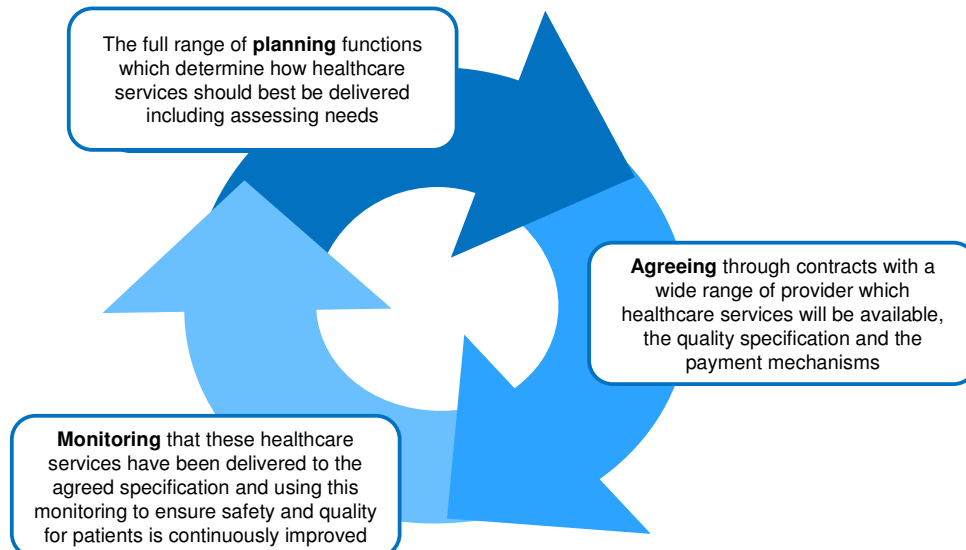 The full range of planning functions
which determine how healthcare
services should best be delivered
including assessing needs
Agreeing through contracts with a
wide range of provider which
healthcare services will be available,
the quality specification and the
payment mechanisms
Monitoring that these healthcare
services have been delivered to the
agreed specification and using this
monitoring to ensure safety and quality
for patients is continuously improved